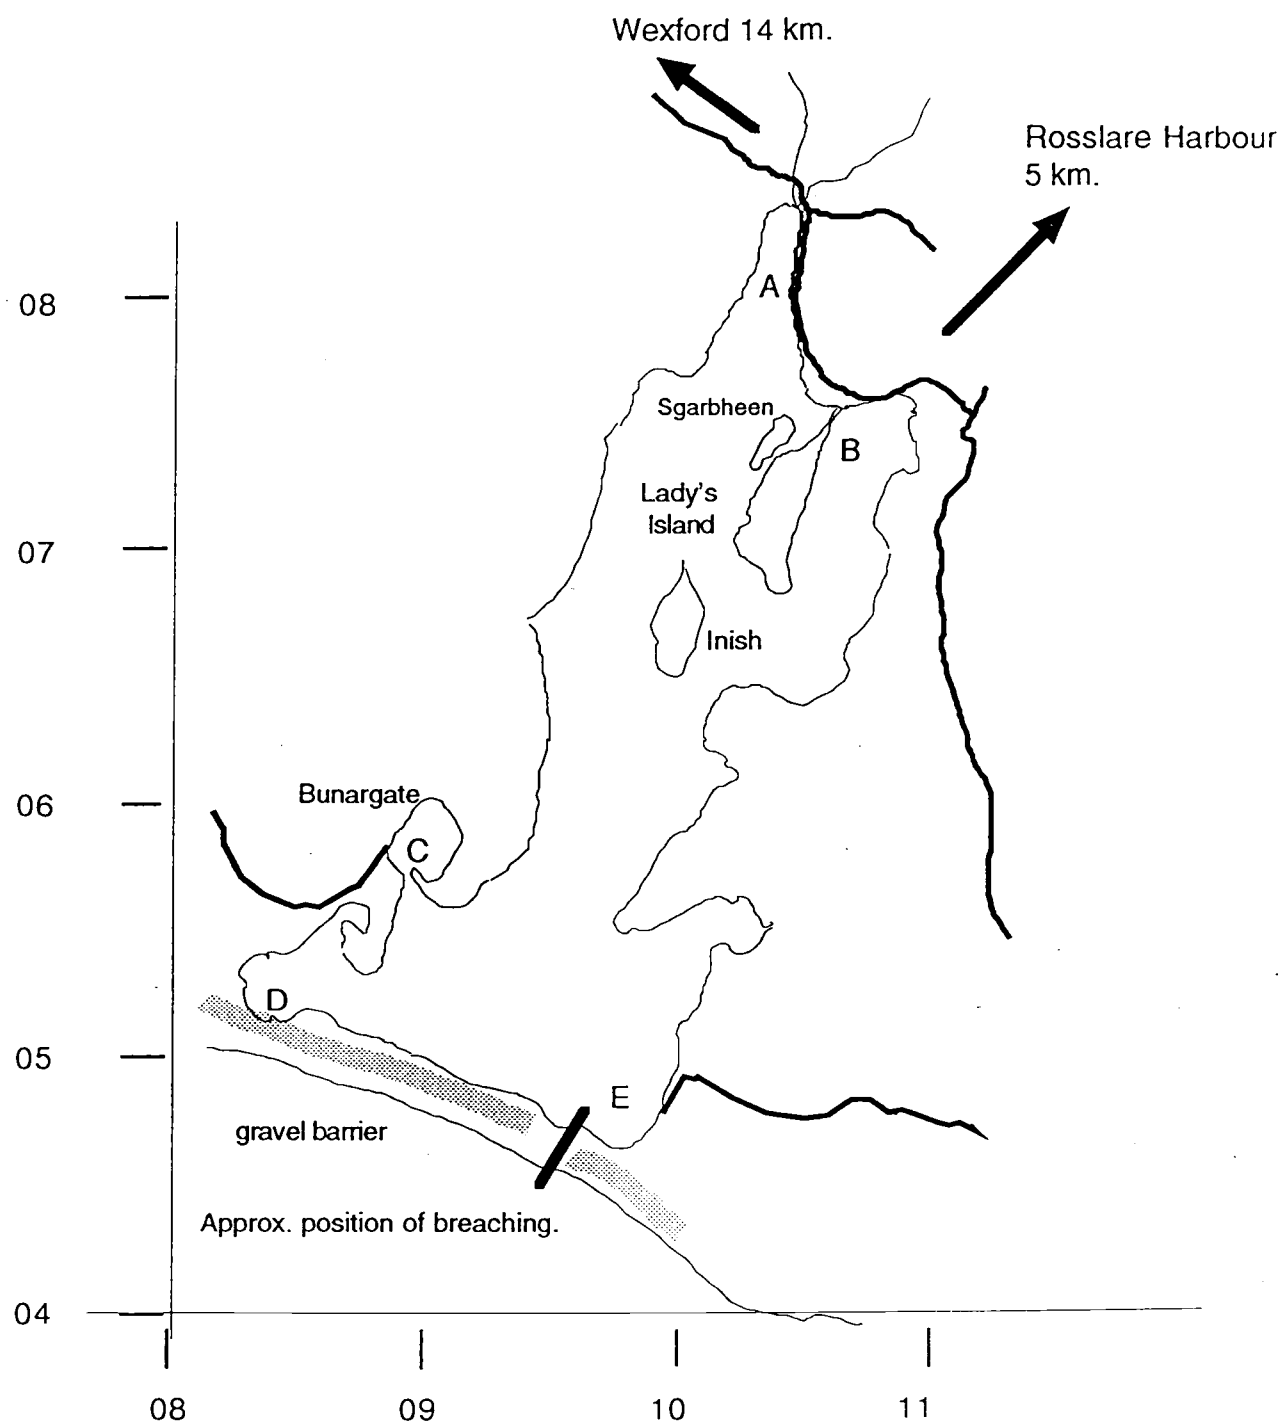 Wexford 14 km.
Rosslare Harbour
5 km.
08
A
Sgarbheen
B
Lady's
Island
07
Inish
06
Bunargate
C
D
05
E
gravel barrier
Approx. position of breaching.
04
08
09
10
11